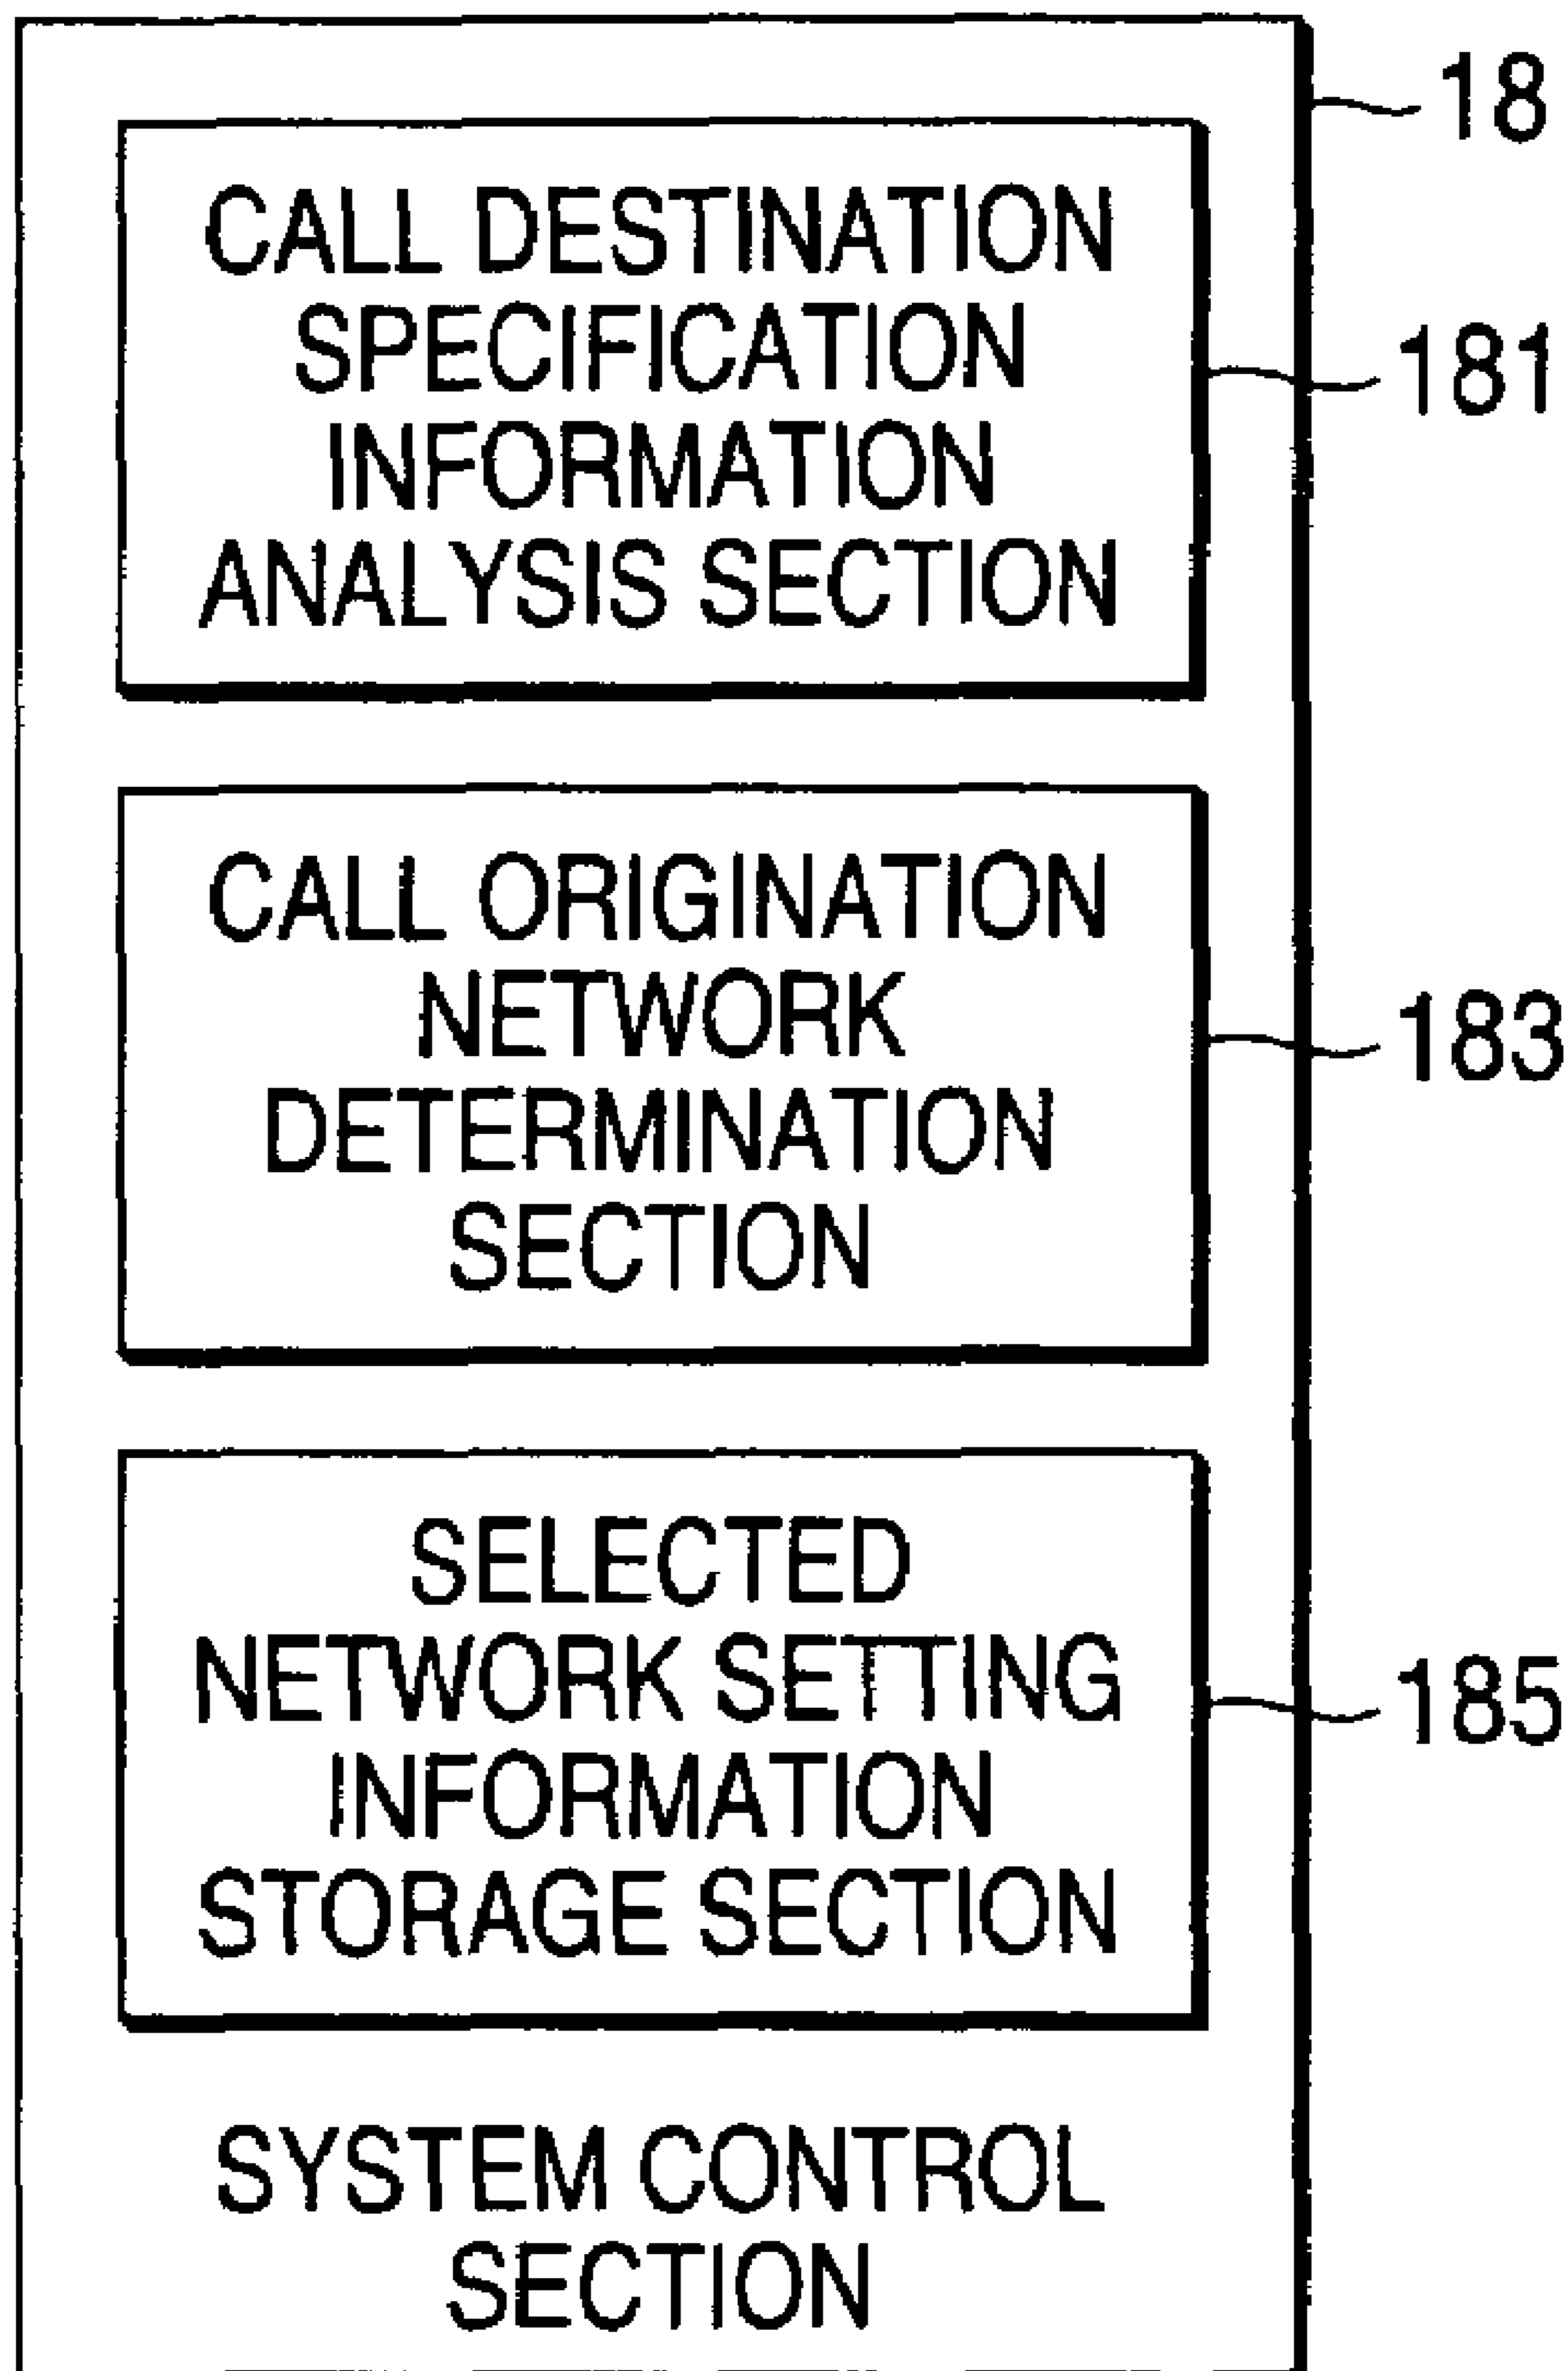 18
CALL DESTINATION
SPECIFICATION
INFORMATION
ANALYSIS SECTION
181
CALL ORIGINATION
NETWORK
DETERMINATION
SECTION
183
SELECTED
NETWORK SETTING
INFORMATION
STORAGE SECTION
185
SYSTEM CONTROL
SECTION